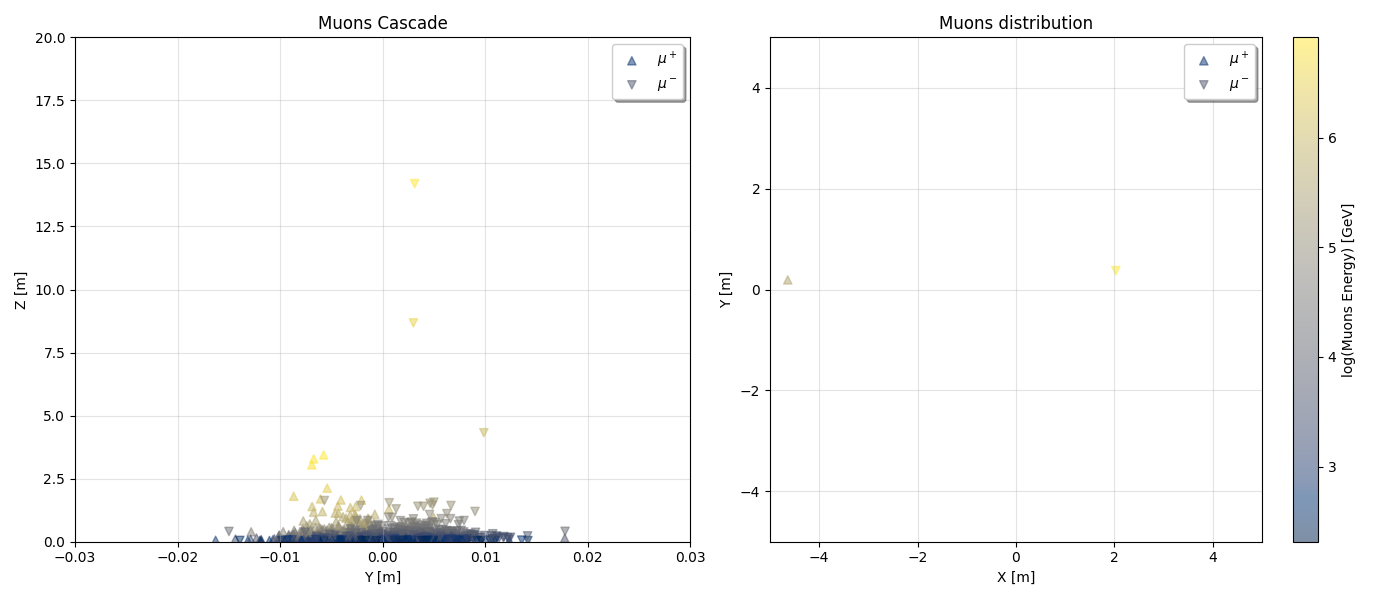 Muons Cascade
20.0
17.5
15.0
12.5
10.0
7.5
5.0
2.5
0.0
Z [m]
−0.03
−0.02
−0.01
0.00
0.01
0.02
0.03
Y [m]
μ⁺
μ⁻
Muons distribution
4
2
0
−2
−4
Y [m]
−4
−2
0
2
4
X [m]
μ⁺
μ⁻
6
5
4
3
log(Muons Energy) [GeV]